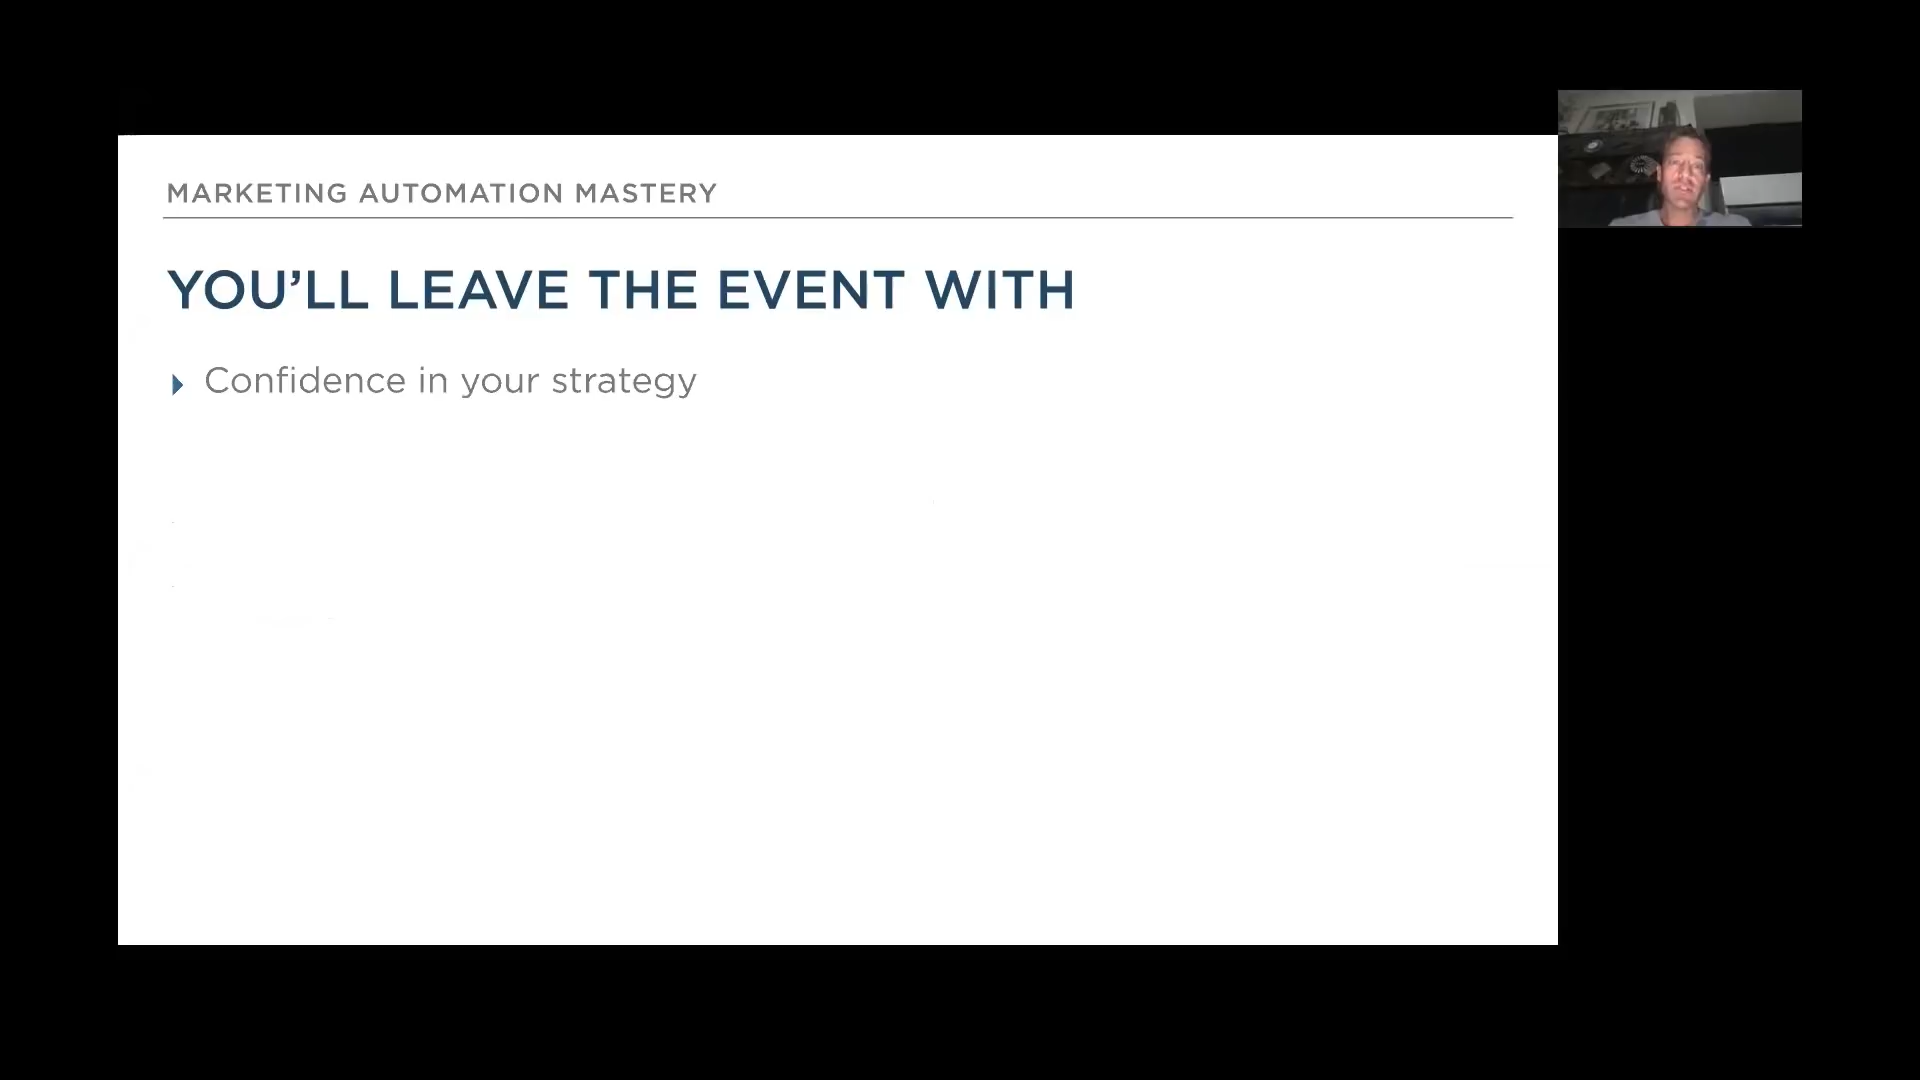 MARKETING AUTOMATION MASTERY
YOU’LL LEAVE THE EVENT WITH
Confidence in your strategy